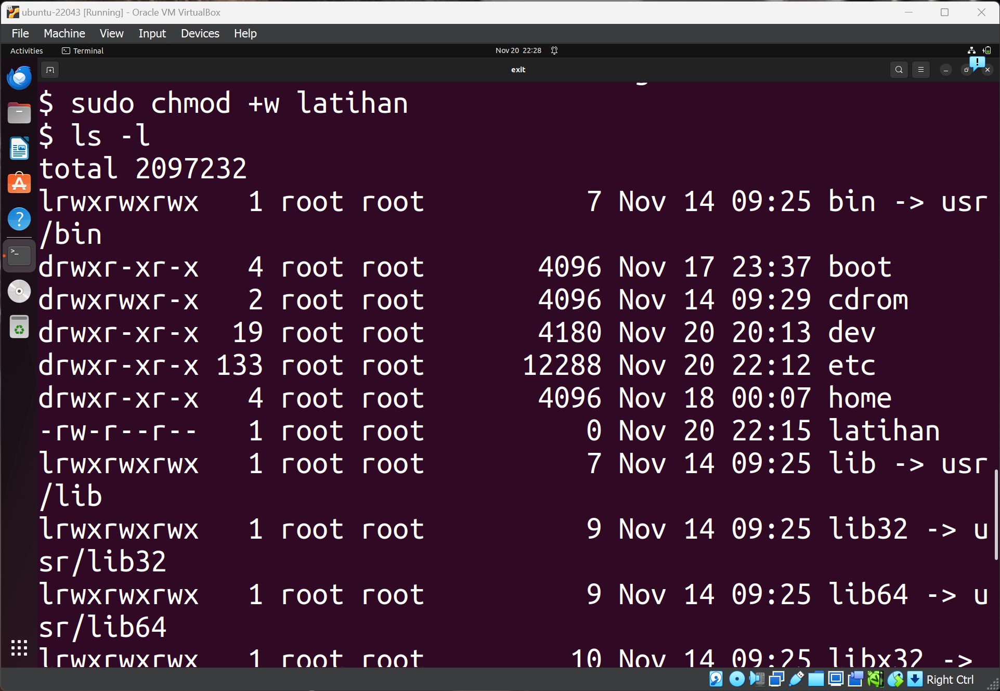 ubuntu-22043 [Running] - Oracle VM VirtualBox
File Machine View Input Devices Help
Activities Terminal Nov 20 22:28
exit
$ sudo chmod +w latihan
$ ls -l
total 2097232
lrwxrwxrwx 1 root root 7 Nov 14 09:25 bin -> usr
/bin
drwxr-xr-x 4 root root 4096 Nov 17 23:37 boot
drwxrwxr-x 2 root root 4096 Nov 14 09:29 cdrom
drwxr-xr-x 19 root root 4180 Nov 20 20:13 dev
drwxr-xr-x 133 root root 12288 Nov 20 22:12 etc
drwxr-xr-x 4 root root 4096 Nov 18 00:07 home
-rw-r--r-- 1 root root 0 Nov 20 22:15 latihan
lrwxrwxrwx 1 root root 7 Nov 14 09:25 lib -> usr
/lib
lrwxrwxrwx 1 root root 9 Nov 14 09:25 lib32 -> u
sr/lib32
lrwxrwxrwx 1 root root 9 Nov 14 09:25 lib64 -> u
sr/lib64
lrwxrwxrwx 1 root root 10 Nov 14 09:25 libx32 ->
Right Ctrl